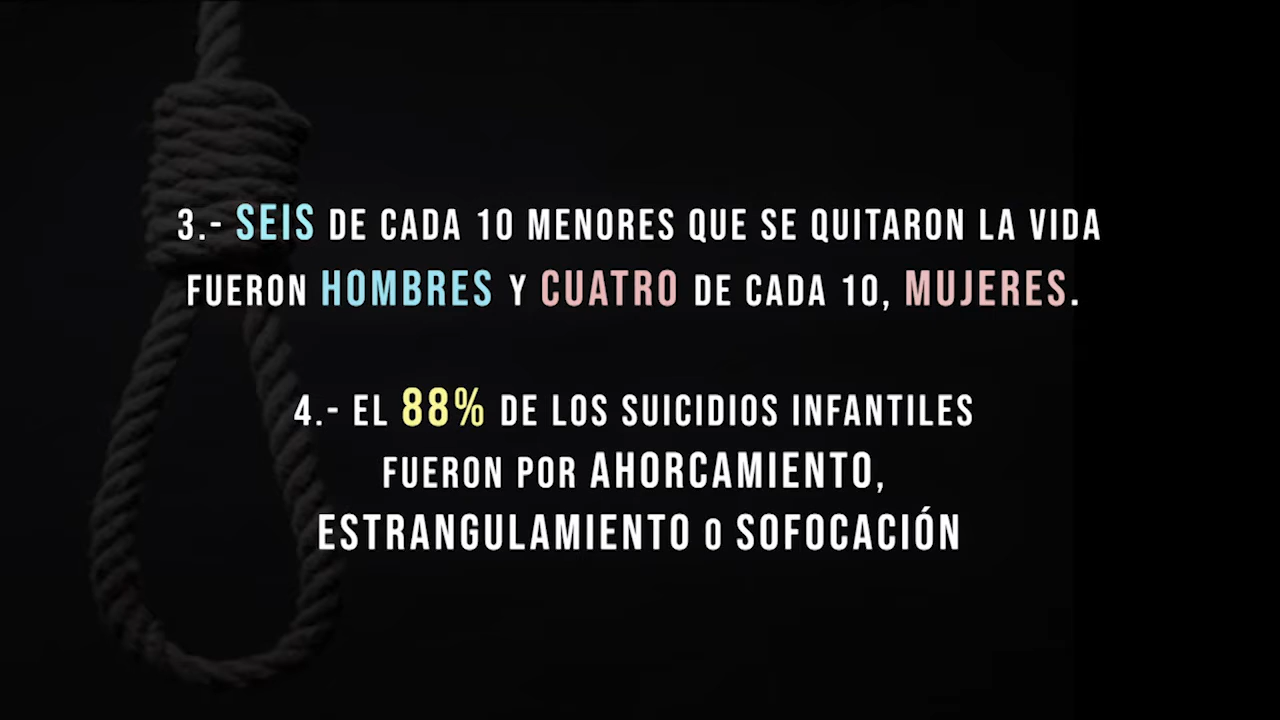 3.- SEIS DE CADA 10 MENORES QUE SE QUITARON LA VIDA
FUERON HOMBRES Y CUATRO DE CADA 10, MUJERES.
4.- EL 88% DE LOS SUICIDIOS INFANTILES
FUERON POR AHORCAMIENTO,
ESTRANGULAMIENTO O SOFOCACIÓN